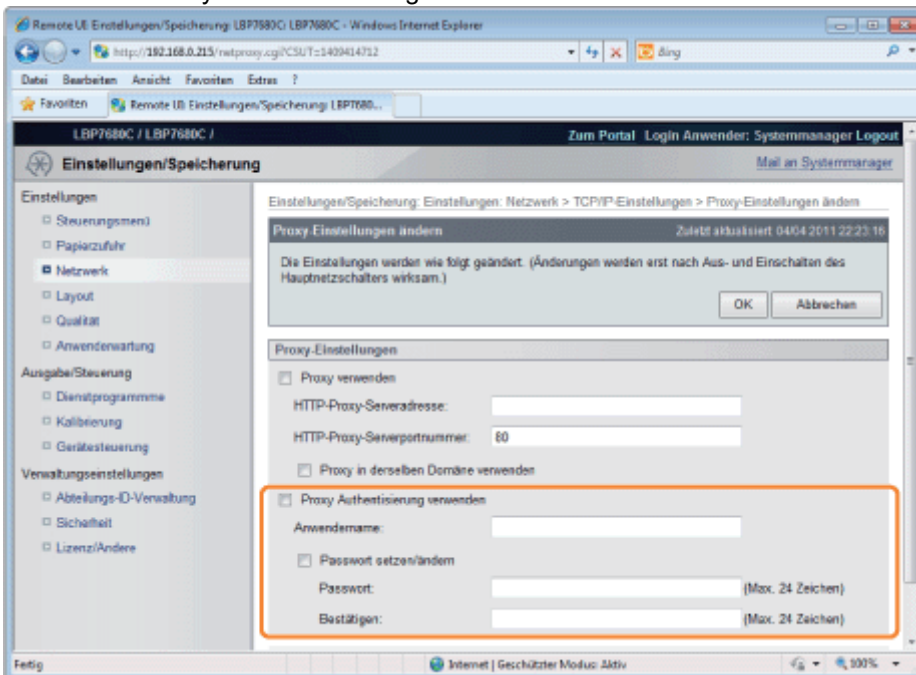 Remote UI: Einstellungen/Speicherung: LBP7680C: LBP7680C - Windows Internet Explorer
http://192.168.0.215/netproxy.cgi?CSUT=1409414712
Bing
Datei Bearbeiten Ansicht Favoriten Extras ?
Favoriten Remote UI: Einstellungen/Speicherung: LBP7680...
LBP7680C / LBP7680C / Zum Portal Login Anwender: Systemmanager Logout
Einstellungen/Speicherung Mail an Systemmanager
Einstellungen
Steuerungsmenü
Papierzufuhr
Netzwerk
Layout
Qualität
Anwenderwartung
Ausgabe/Steuerung
Dienstprogrammme
Kalibrierung
Gerätesteuerung
Verwaltungseinstellungen
Abteilungs-ID-Verwaltung
Sicherheit
Lizenz/Andere
Einstellungen/Speicherung: Einstellungen: Netzwerk > TCP/IP-Einstellungen > Proxy-Einstellungen ändern
Proxy-Einstellungen ändern Zuletzt aktualisiert 04/04 2011 22:23:16
Die Einstellungen werden wie folgt geändert. (Änderungen werden erst nach Aus- und Einschalten des
Hauptnetzschalters wirksam.)
OK Abbrechen
Proxy-Einstellungen
Proxy verwenden
HTTP-Proxy-Serveradresse:
HTTP-Proxy-Serverportnummer: 80
Proxy in derselben Domäne verwenden
Proxy Authentisierung verwenden
Anwendername:
Passwort setzen/ändern
Passwort: (Max. 24 Zeichen)
Bestätigen: (Max. 24 Zeichen)
Fertig Internet | Geschützter Modus: Aktiv 100%